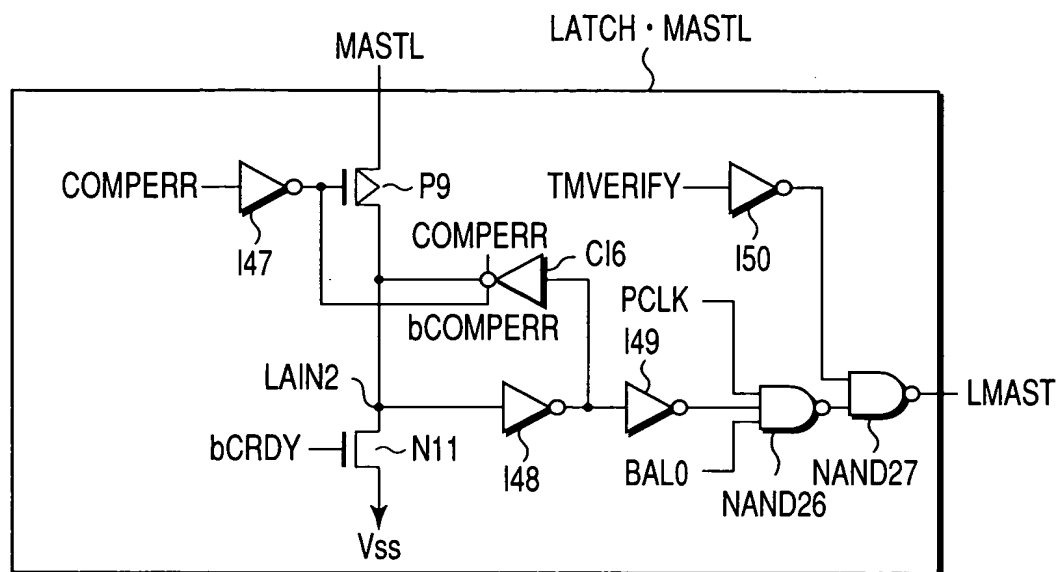 LATCH・MASTL
MASTL
COMPERR
I47
P9
TMVERIFY
I50
COMPERR
CI6
bCOMPERR
PCLK
I49
LAIN2
I48
BAL0
NAND26
NAND27
LMAST
bCRDY
N11
Vss